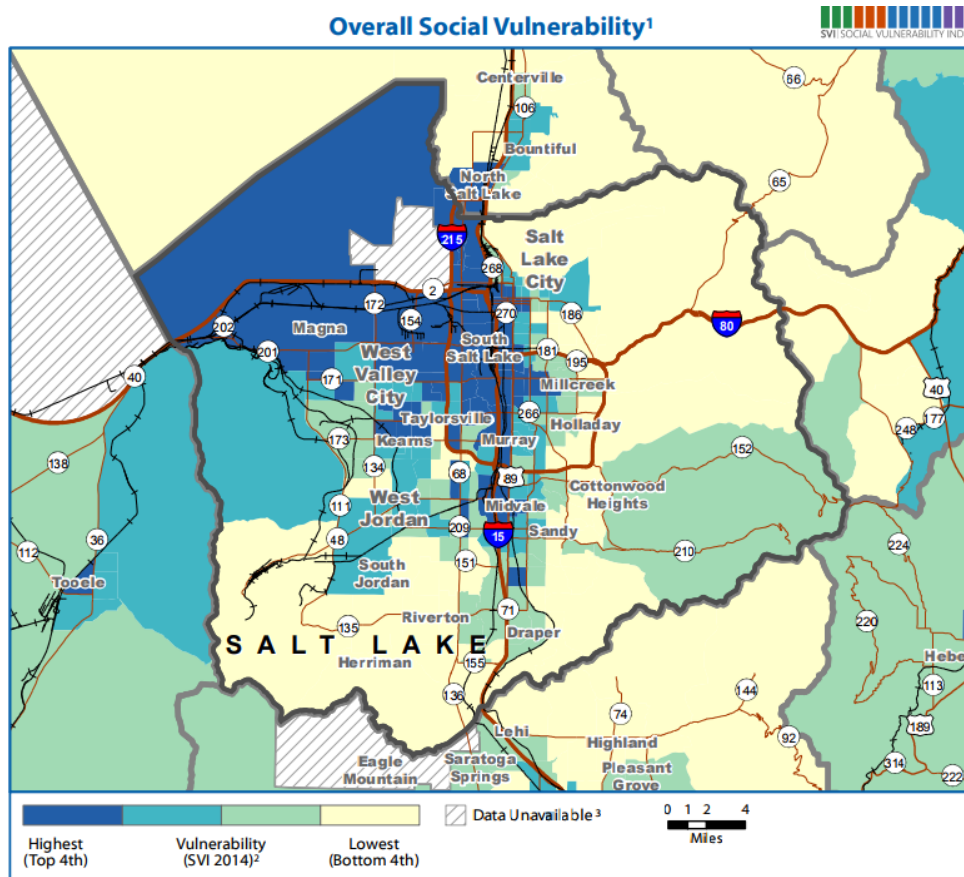 Overall Social Vulnerability¹
SVI | SOCIAL VULNERABILITY IND
Centerville
66
106
Bountiful
North
Salt Lake
65
215
Salt
Lake
City
268
2
172
154
270
186
80
202
Magna
South
Salt Lake
201
West
Valley
City
181
195
40
171
Millcreek
40
Taylorsville
266
Holladay
248
177
173
Kearns
Murray
138
134
68
89
152
Cottonwood
Heights
111
West
Jordan
Midvale
209
15
Sandy
36
48
210
224
112
151
South
Jordan
Tooele
71
220
Riverton
135
Draper
SALT LAKE
Herriman
155
Hebe
136
144
113
74
189
Lehi
92
Highland
Eagle
Mountain
Saratoga
Springs
Pleasant
Grove
314
222
Highest
(Top 4th)
Vulnerability
(SVI 2014)²
Lowest
(Bottom 4th)
Data Unavailable ³
0 1 2 4
Miles